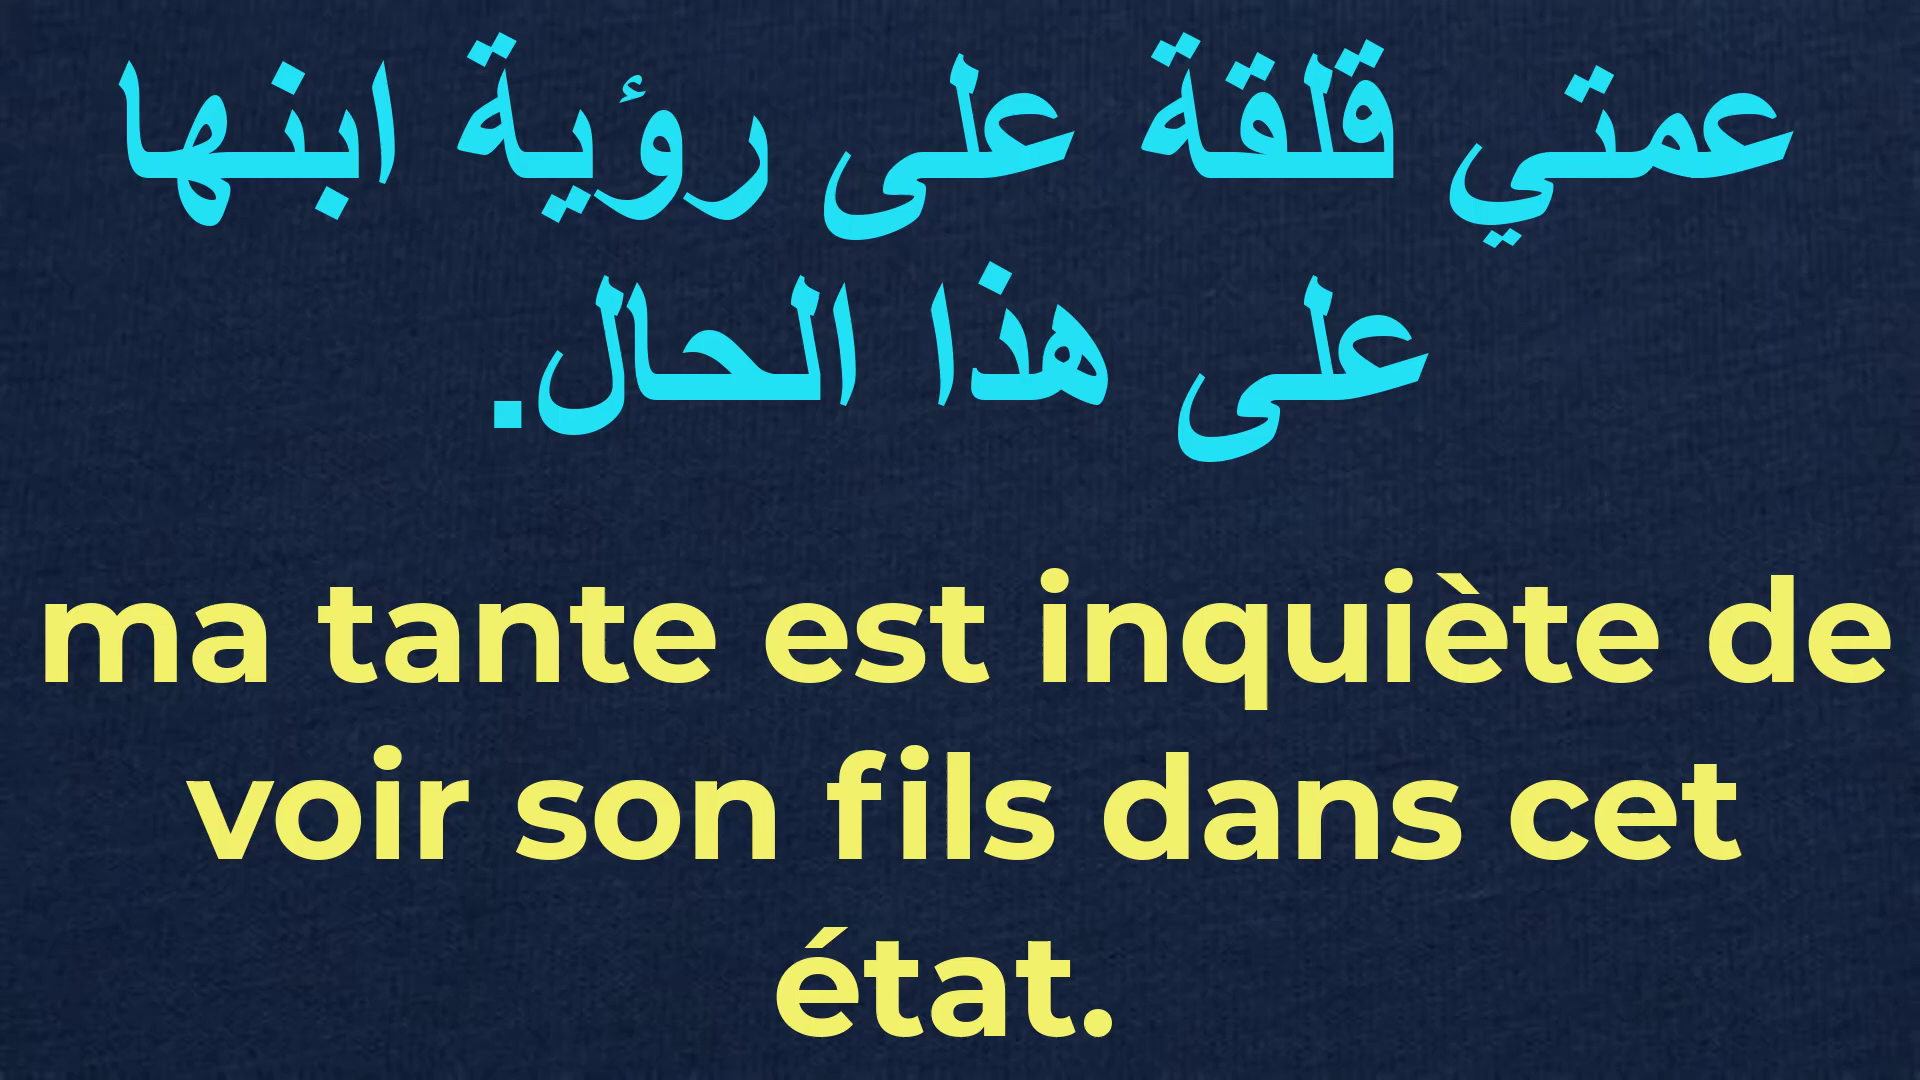 عمتي قلقة على رؤية ابنها
على هذا الحال.
ma tante est inquiète de
voir son fils dans cet
état.